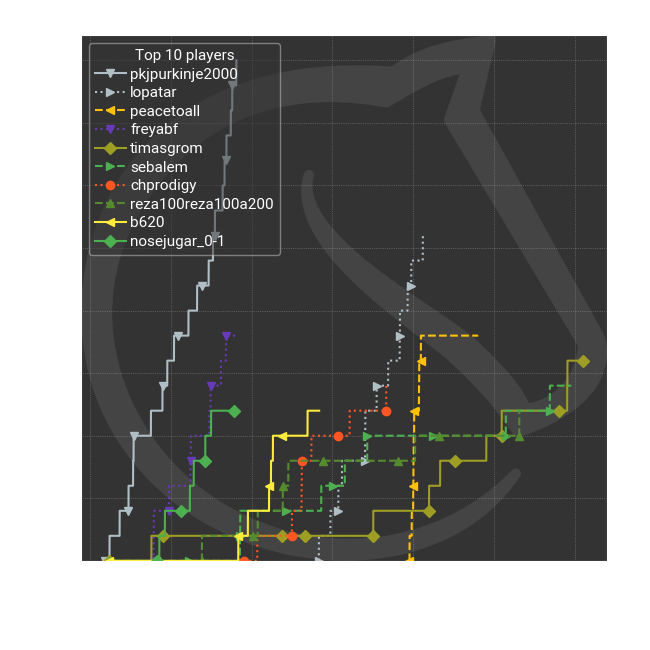 Top 10 players
pkjpurkinje2000
lopatar
peacetoall
freyabf
timasgrom
sebalem
chprodigy
reza100reza100a200
b620
nosejugar_0-1